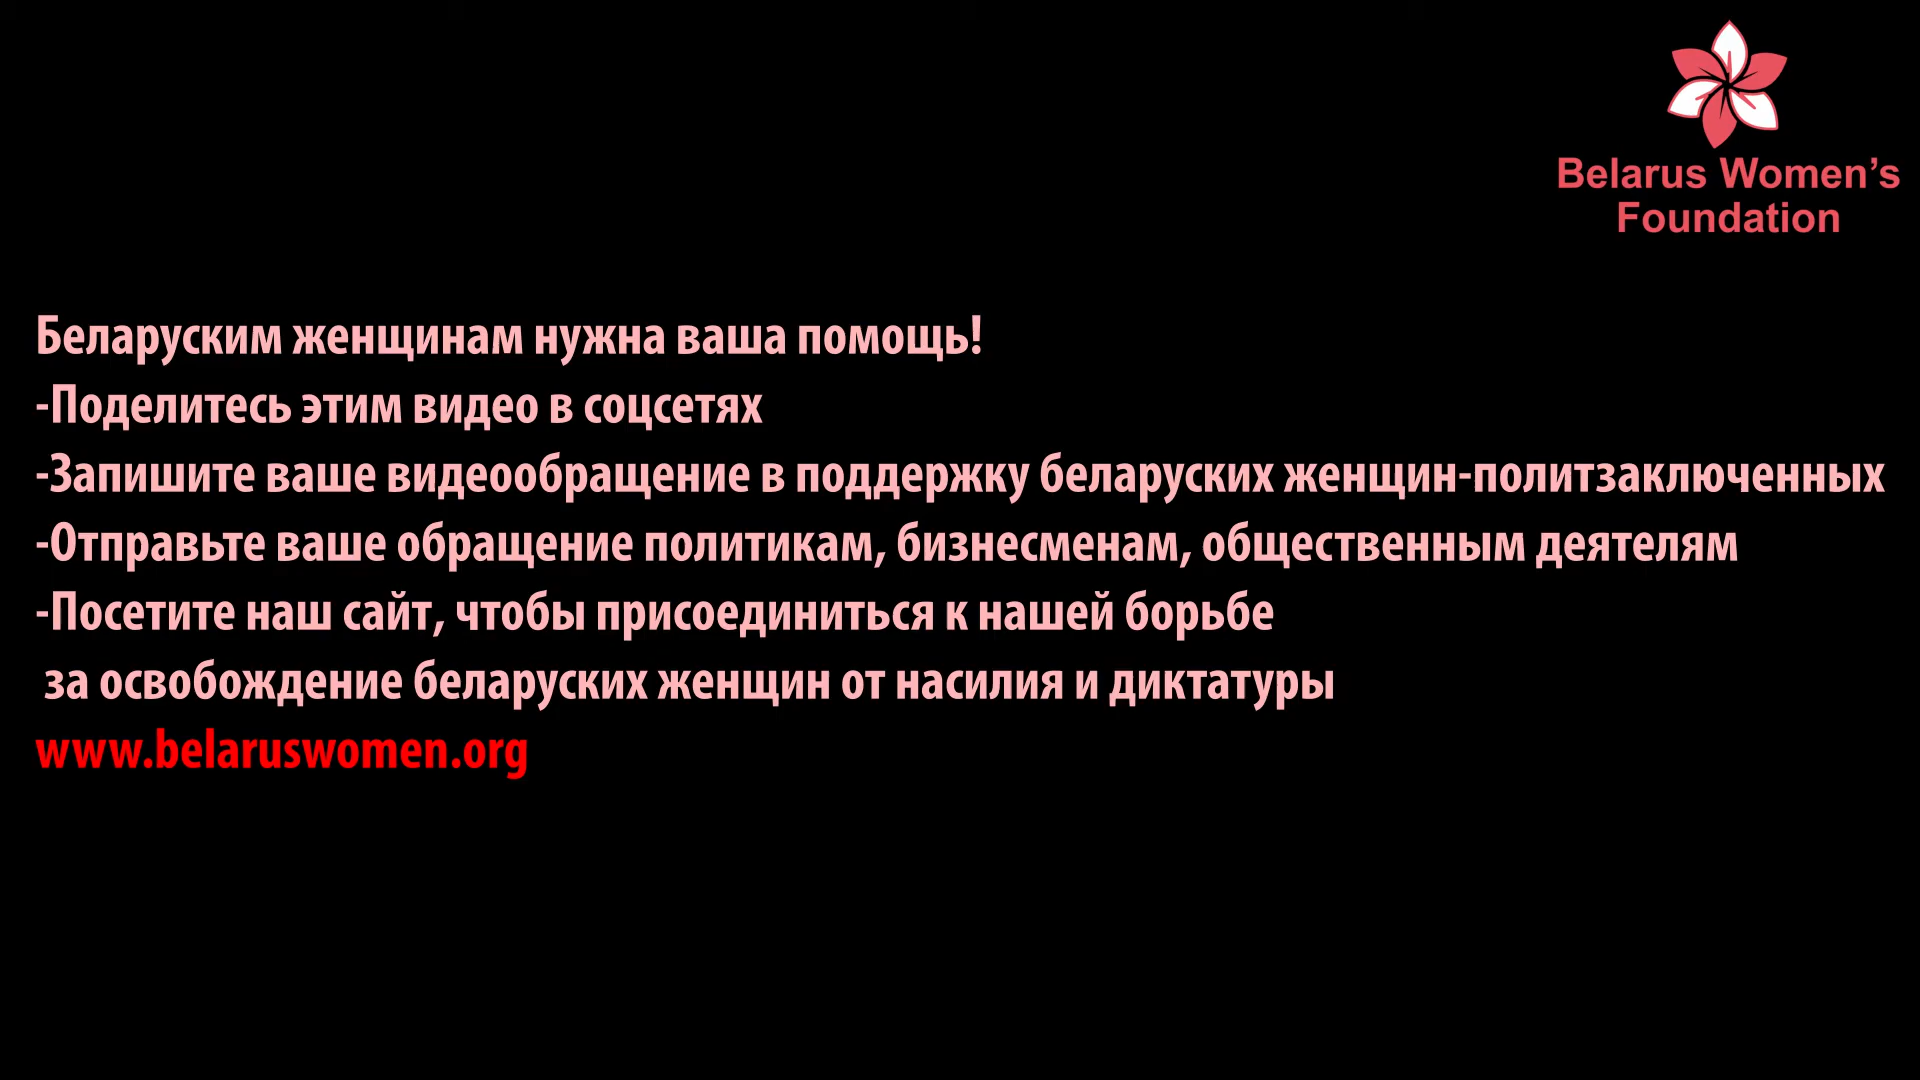 Belarus Women’s
Foundation
Беларуским женщинам нужна ваша помощь!
-Поделитесь этим видео в соцсетях
-Запишите ваше видеообращение в поддержку беларуских женщин-политзаключенных
-Отправьте ваше обращение политикам, бизнесменам, общественным деятелям
-Посетите наш сайт, чтобы присоединиться к нашей борьбе
за освобождение беларуских женщин от насилия и диктатуры
www.belaruswomen.org